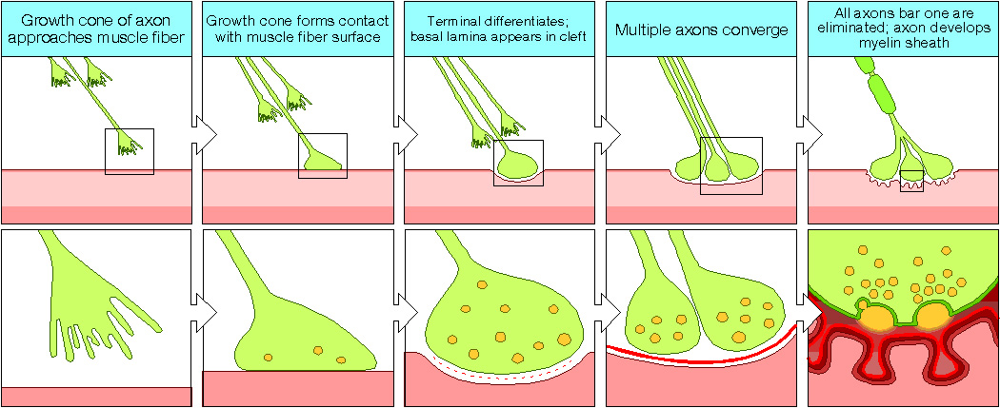 Growth cone of axon
approaches muscle fiber
Growth cone forms contact
with muscle fiber surface
Terminal differentiates;
basal lamina appears in cleft
Multiple axons converge
All axons bar one are
eliminated; axon develops
myelin sheath